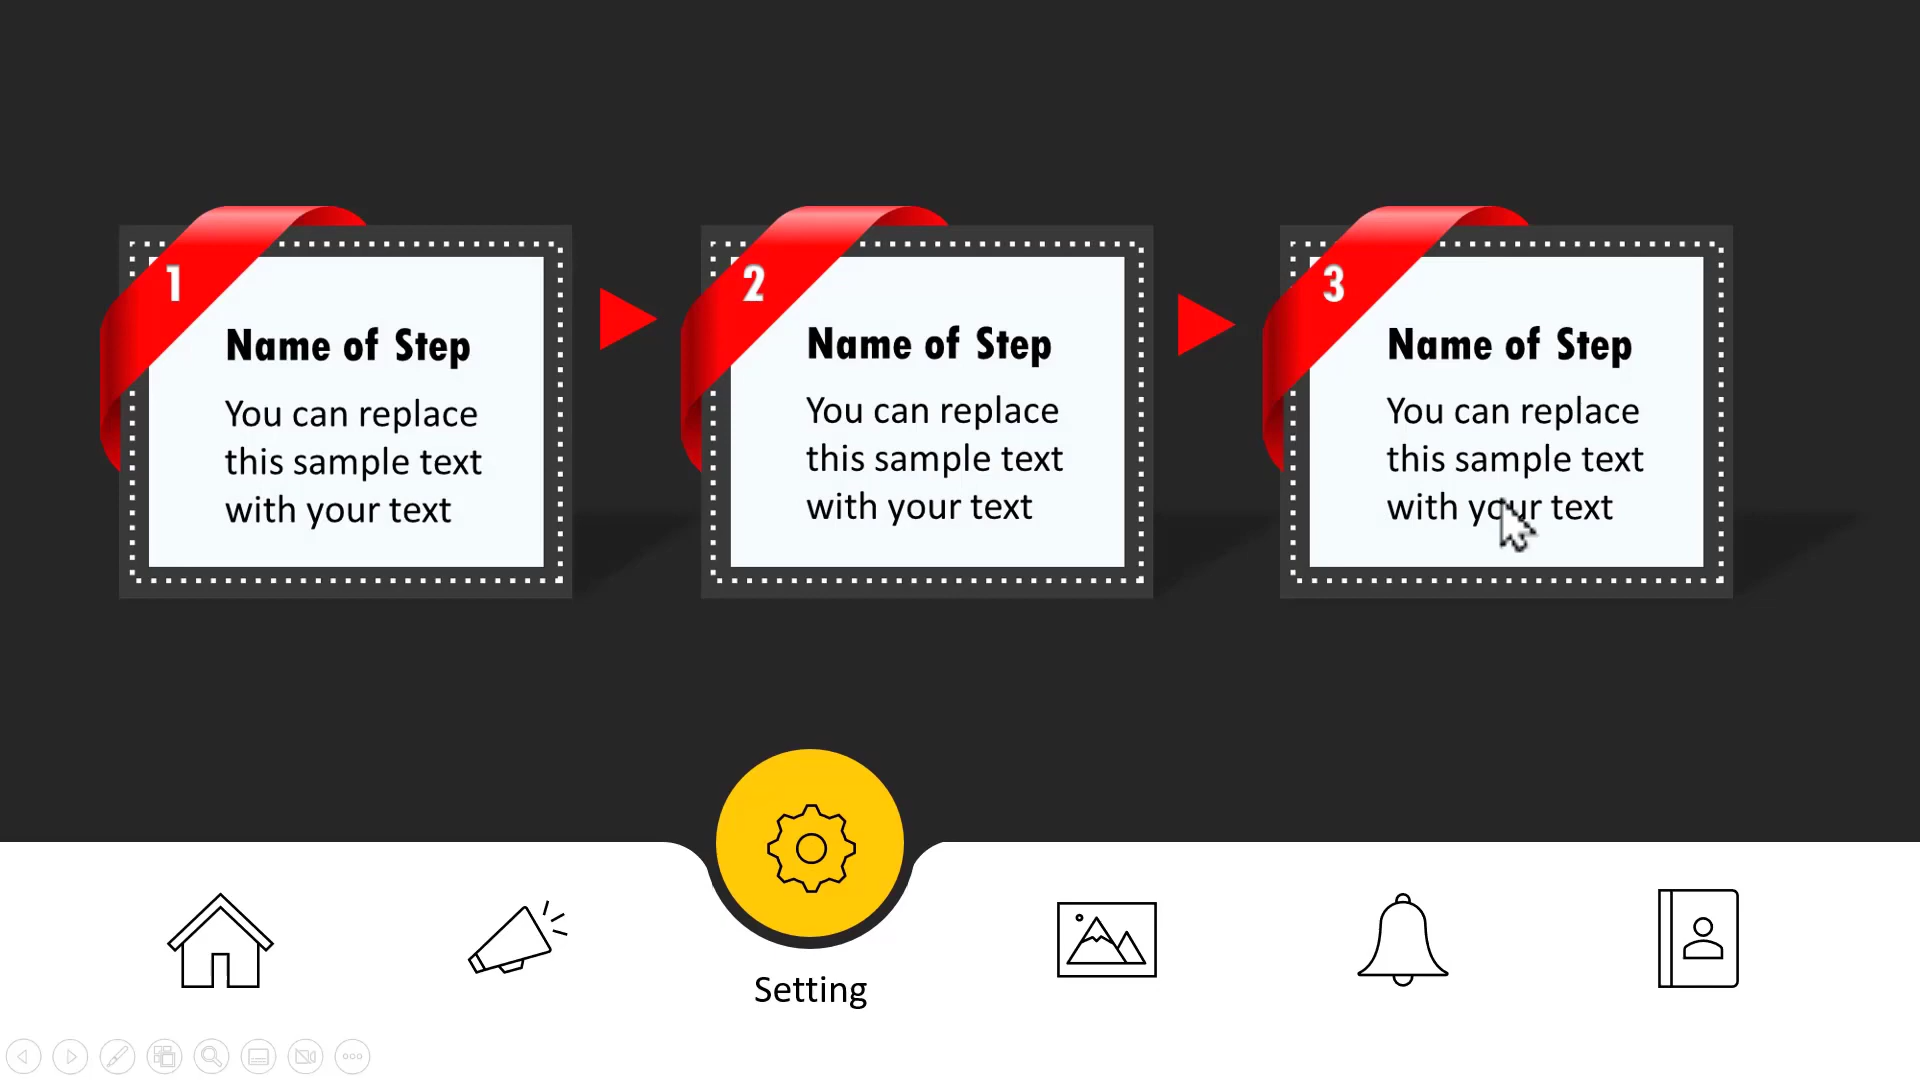 1
Name of Step
You can replace
this sample text
with your text
2
Name of Step
You can replace
this sample text
with your text
3
Name of Step
You can replace
this sample text
with your text
Setting